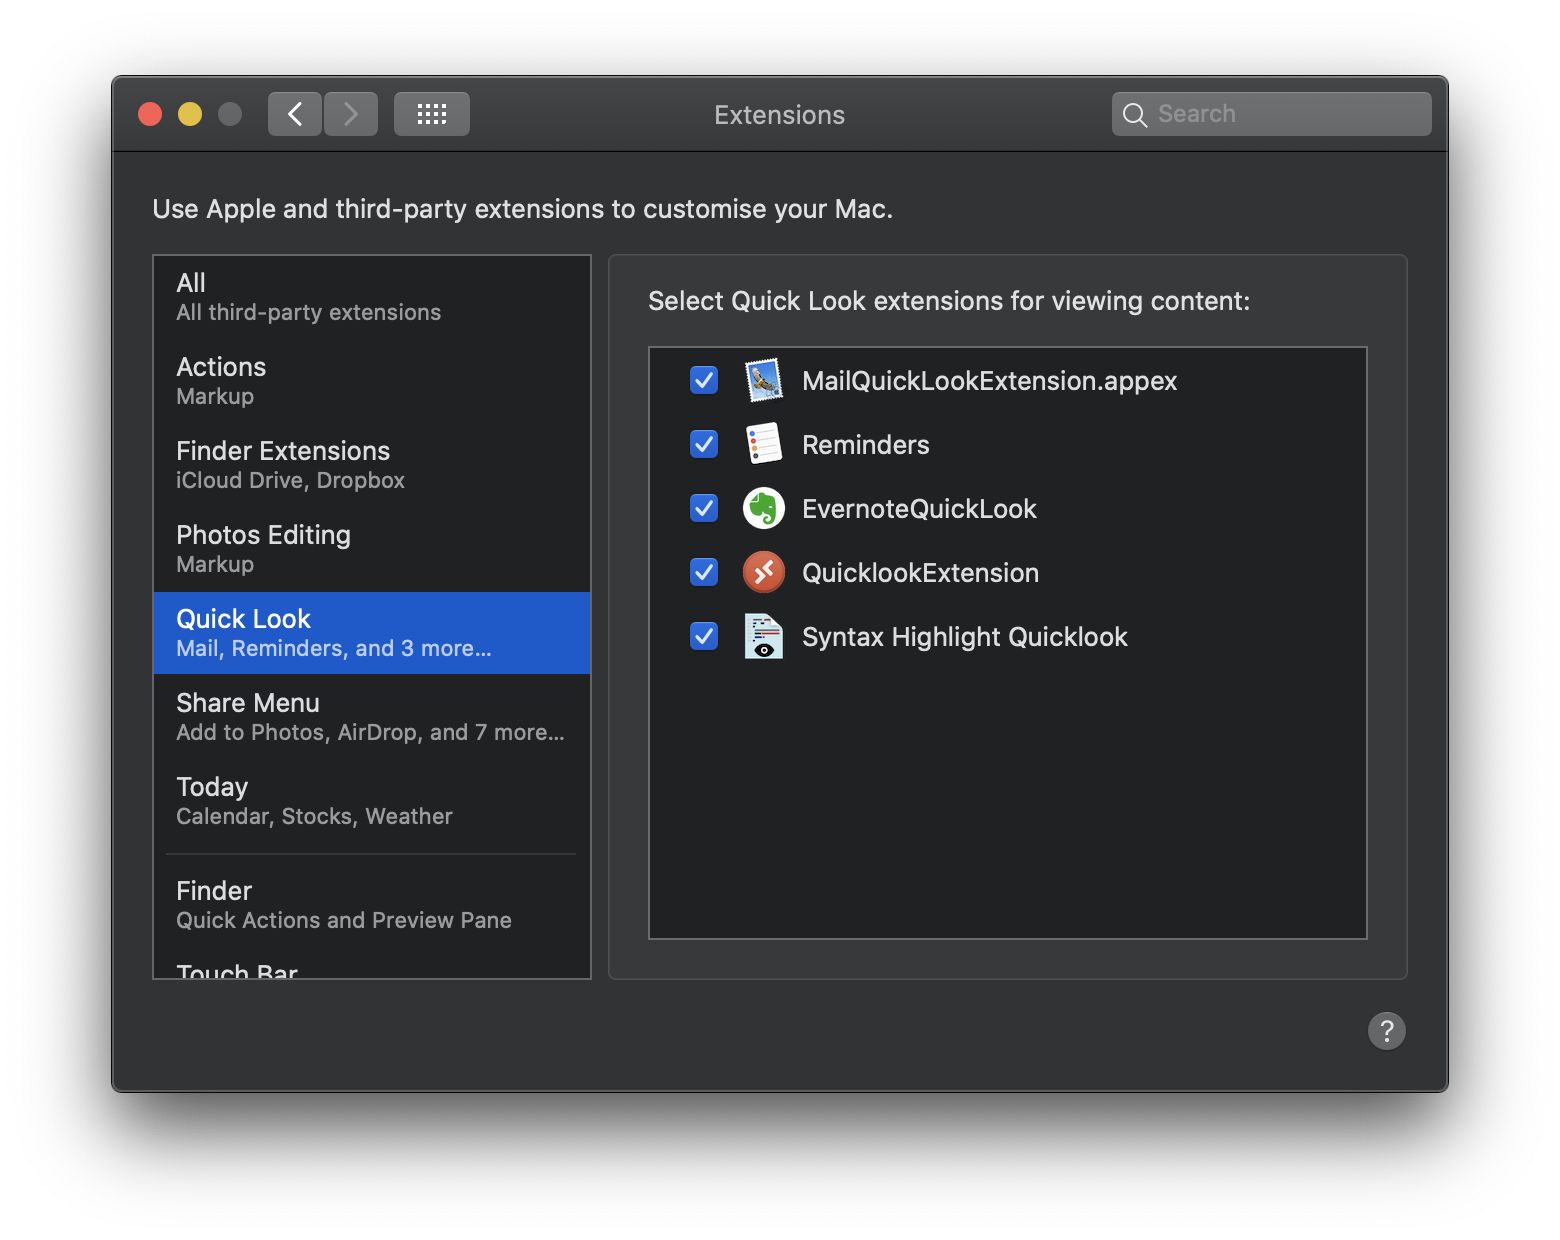 Extensions
Search
Use Apple and third-party extensions to customise your Mac.
All
All third-party extensions
Actions
Markup
Finder Extensions
iCloud Drive, Dropbox
Photos Editing
Markup
Quick Look
Mail, Reminders, and 3 more...
Share Menu
Add to Photos, AirDrop, and 7 more...
Today
Calendar, Stocks, Weather
Finder
Quick Actions and Preview Pane
Touch Bar
Select Quick Look extensions for viewing content:
MailQuickLookExtension.appex
Reminders
EvernoteQuickLook
QuicklookExtension
Syntax Highlight Quicklook
?